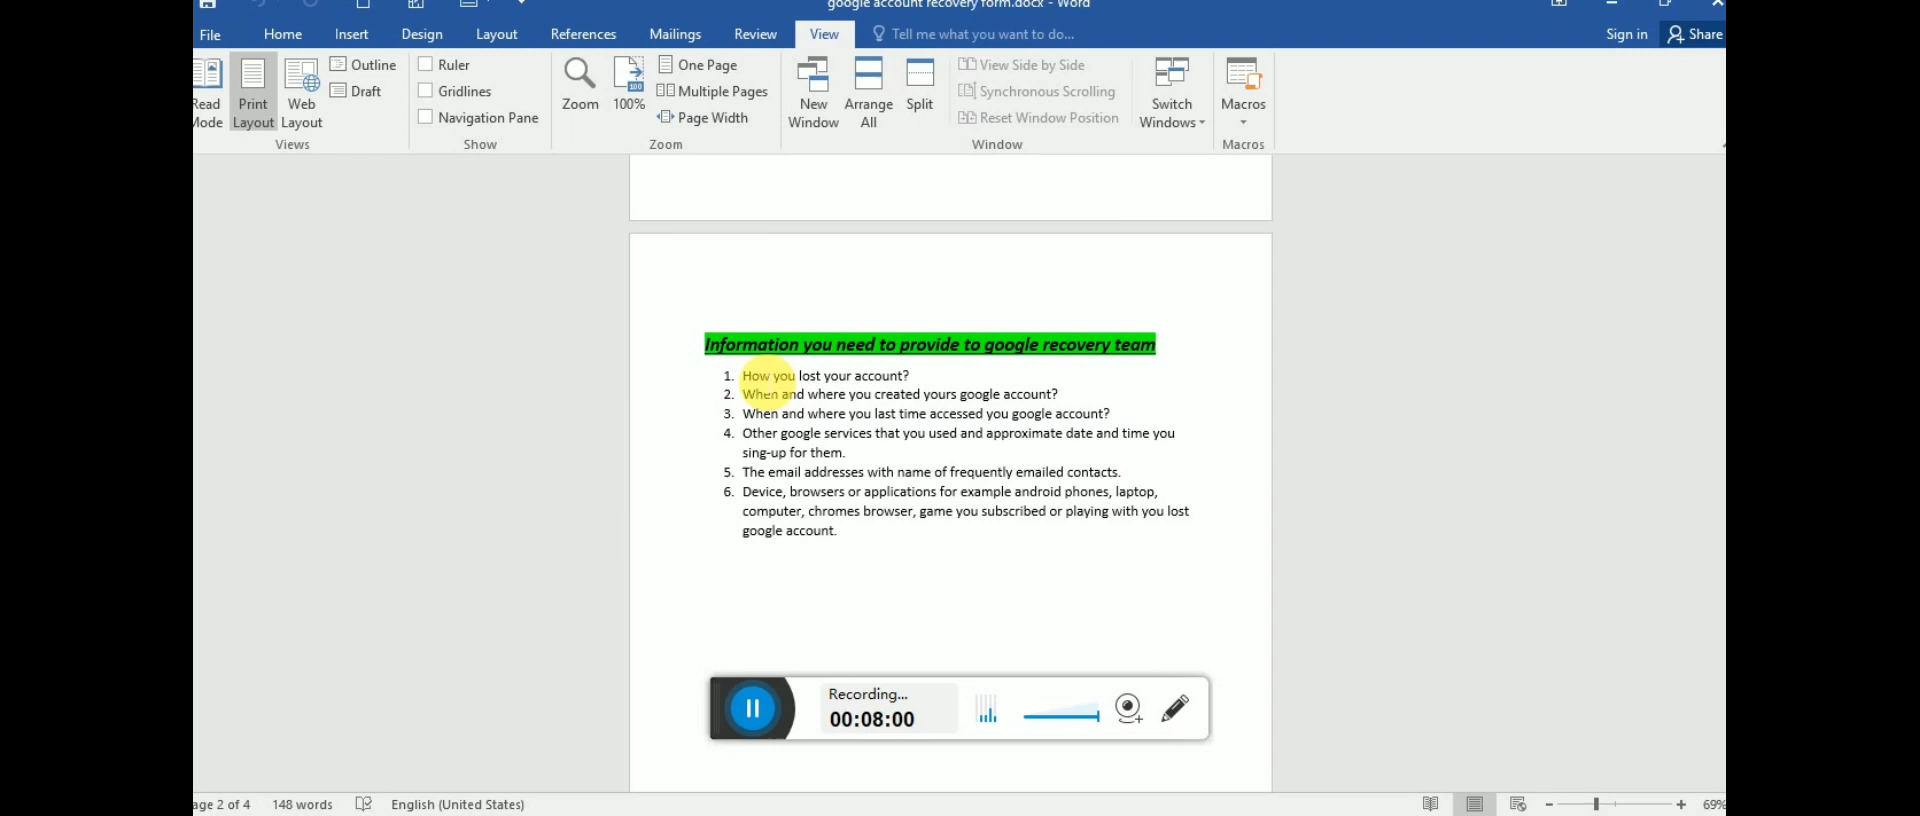 google account recovery form.docx - Word
File Home Insert Design Layout References Mailings Review View Tell me what you want to do... Sign in Share
Read Mode
Print Layout
Web Layout
Outline
Draft
Views
Ruler
Gridlines
Navigation Pane
Show
Zoom
100%
One Page
Multiple Pages
Page Width
Zoom
New Window
Arrange All
Split
View Side by Side
Synchronous Scrolling
Reset Window Position
Window
Switch Windows
Macros
Macros
Information you need to provide to google recovery team
1. How you lost your account?
2. When and where you created yours google account?
3. When and where you last time accessed you google account?
4. Other google services that you used and approximate date and time you
sing-up for them.
5. The email addresses with name of frequently emailed contacts.
6. Device, browsers or applications for example android phones, laptop,
computer, chromes browser, game you subscribed or playing with you lost
google account.
Recording...
00:08:00
age 2 of 4 148 words English (United States) 69%